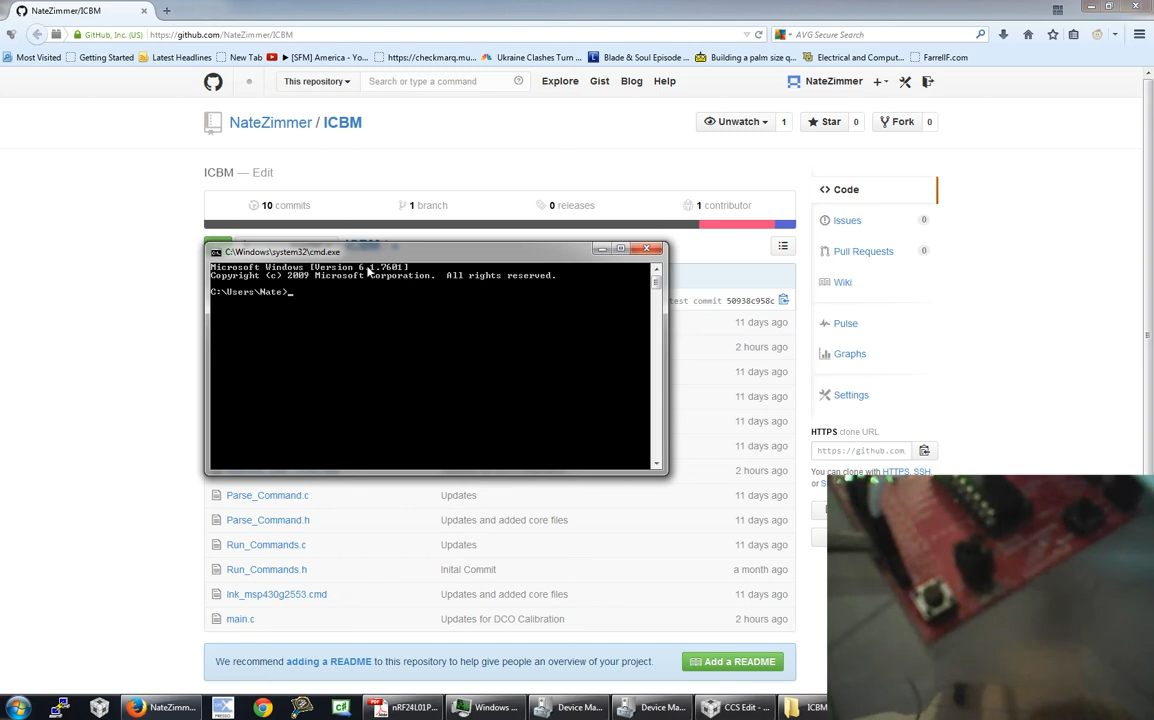 NateZimmer/ICBM
GitHub, Inc. (US)
https://github.com/NateZimmer/ICBM
AVG Secure Search
Most Visited
Getting Started
Latest Headlines
New Tab
[SFM] America - Yo...
https://checkmarq.mu...
Ukraine Clashes Turn ...
Blade & Soul Episode ...
Building a palm size q...
Electrical and Comput...
FarrellF.com
This repository
Search or type a command
Explore
Gist
Blog
Help
NateZimmer
NateZimmer / ICBM
Unwatch
1
Star
0
Fork
0
ICBM — Edit
10 commits
1 branch
0 releases
1 contributor
Code
Issues
0
Pull Requests
0
Wiki
Pulse
Graphs
Settings
HTTPS clone URL
https://github.com
You can clone with HTTPS, SSH,
C:\Windows\system32\cmd.exe
Microsoft Windows [Version 6.1.7601]
Copyright (c) 2009 Microsoft Corporation. All rights reserved.
C:\Users\Nate>_
test commit 50938c958c
11 days ago
2 hours ago
11 days ago
11 days ago
11 days ago
11 days ago
2 hours ago
Parse_Command.c
Updates
11 days ago
Parse_Command.h
Updates and added core files
11 days ago
Run_Commands.c
Updates
11 days ago
Run_Commands.h
Inital Commit
a month ago
lnk_msp430g2553.cmd
Updates and added core files
11 days ago
main.c
Updates for DCO Calibration
2 hours ago
We recommend adding a README to this repository to help give people an overview of your project.
Add a README
NateZimm...
nRF24L01P...
Windows ...
Device Ma...
Device Ma...
CCS Edit - ...
ICBM